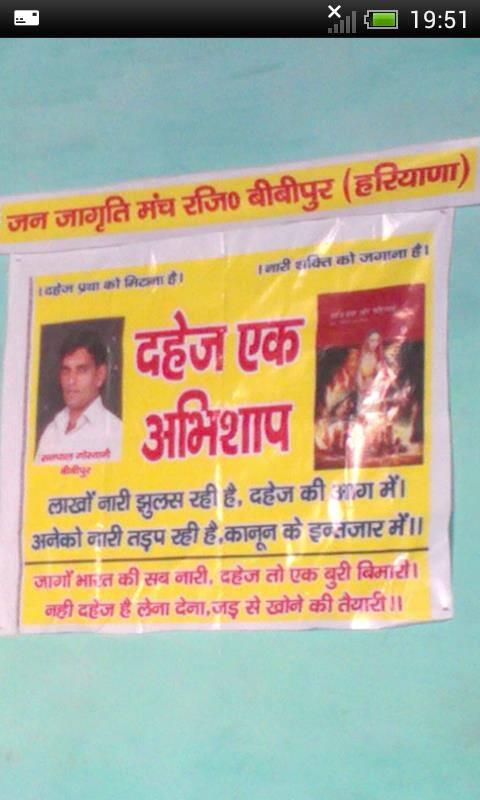 19:51
जन जागृति मंच रजि० बीबीपुर (हरियाणा)
।दहेज प्रथा को मिटाना है।
।नारी शक्ति को जगाना है।
दहेज एक
अभिशाप
सतपाल गोस्वामी
बीबीपुर
लाखों नारी झुलस रही है, दहेज की आग में।
अनेको नारी तड़प रही है,कानून के इन्तजार में।।
जागों भारत की सब नारी, दहेज तो एक बुरी बिमारी।
नही दहेज है लेना देना,जड़ से खोने की तैयारी।।